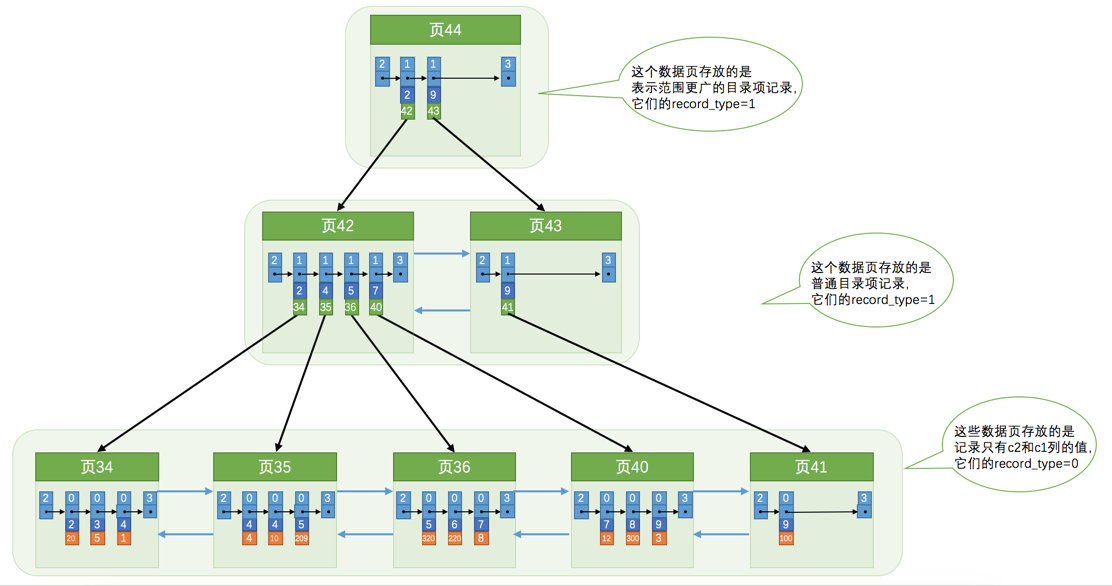 页44
2 1 1 3
2 9
42 43
这个数据页存放的是
表示范围更广的目录项记录,
它们的record_type=1
页42
2 1 1 1 1 3
2 4 5 7
34 35 36 40
页43
2 1 3
9
41
这个数据页存放的是
普通目录项记录,
它们的record_type=1
页34
2 0 0 0 3
2 3 4
20 5 1
页35
2 0 0 0 3
4 4 5
4 10 209
页36
2 0 0 0 3
5 6 7
320 220 8
页40
2 0 0 0 3
7 8 9
12 300 3
页41
2 0 3
9
100
这些数据页存放的是
记录只有c2和c1列的值,
它们的record_type=0